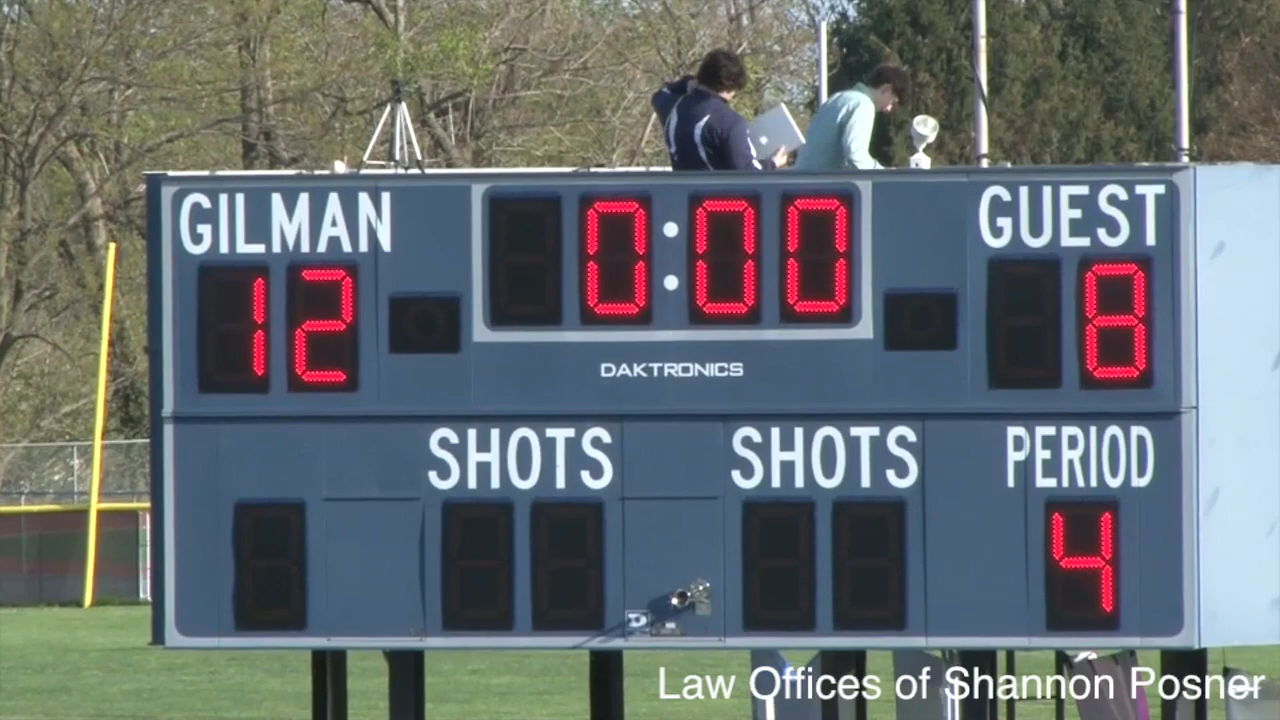 GILMAN 0:00 GUEST
12 8
DAKTRONICS
SHOTS SHOTS PERIOD
4
Law Offices of Shannon Posner